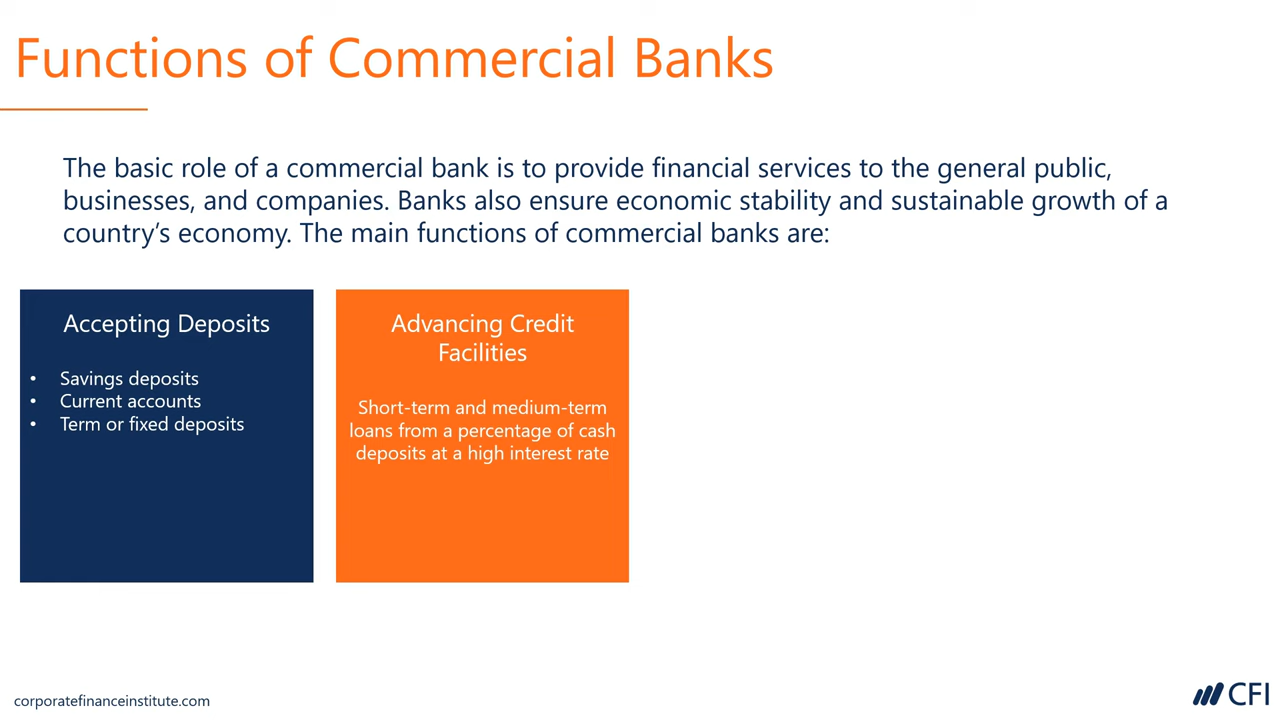 Functions of Commercial Banks
The basic role of a commercial bank is to provide financial services to the general public,
businesses, and companies. Banks also ensure economic stability and sustainable growth of a
country's economy. The main functions of commercial banks are:
Accepting Deposits
• Savings deposits
• Current accounts
• Term or fixed deposits
Advancing Credit
Facilities
Short-term and medium-term
loans from a percentage of cash
deposits at a high interest rate
corporatefinanceinstitute.com
CFI